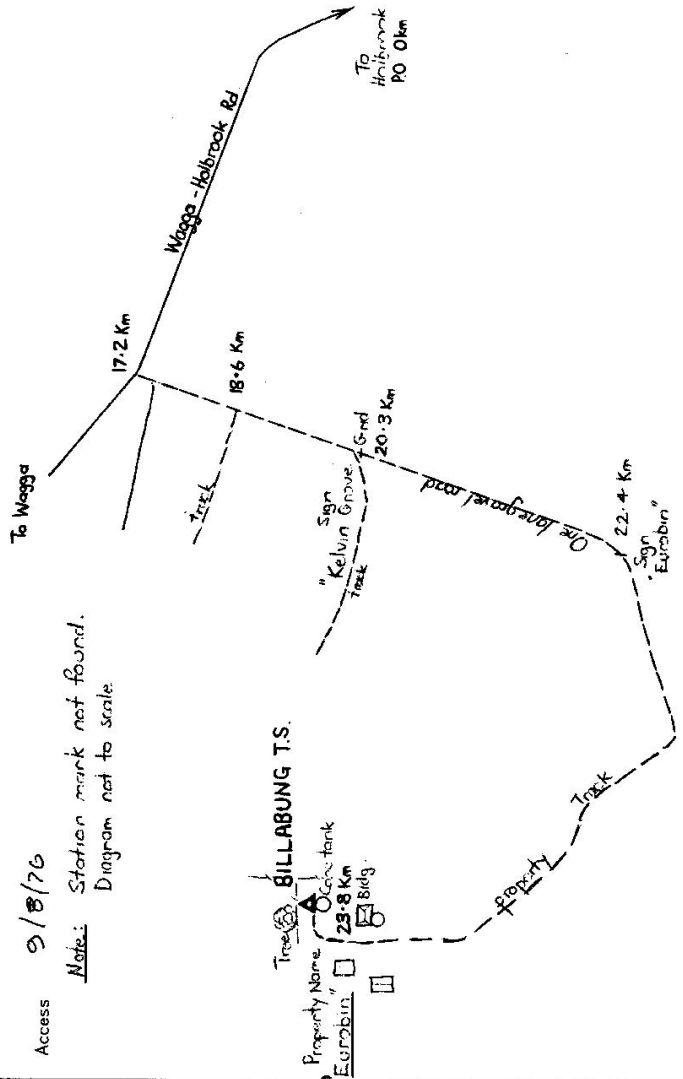 Access 9/8/76
Note: Station mark not found.
Diagram not to scale.
To Wagga
17.2 Km
Wagga - Holbrook Rd
To
Holbrook
P.O 0km
18.6 Km
track
Sign
"Kelvin Grove"
track
Grid
20.3 Km
One lane gravel road
22.4 Km
Sign
"Eurobin"
Property Track
BILLABUNG T.S.
Trees
Conc tank
23.8 Km
Bldg.
Property Name
"Eurobin"